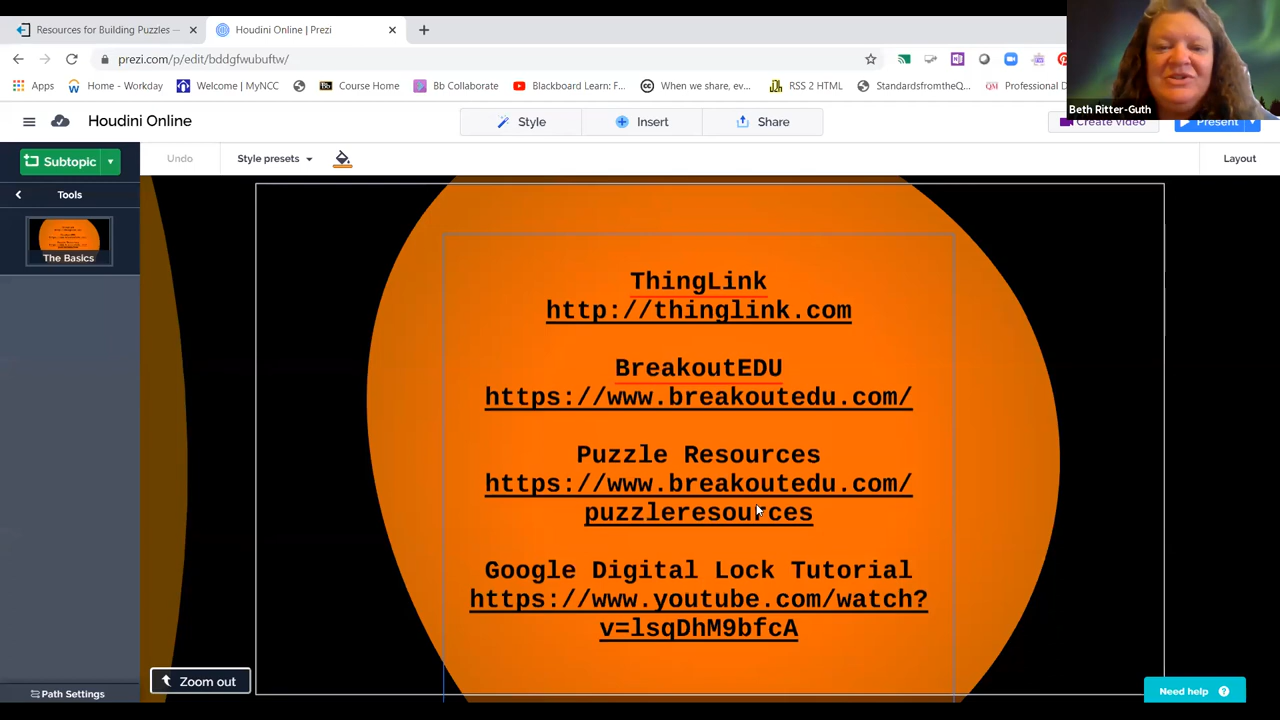 Resources for Building Puzzles —
Houdini Online | Prezi
prezi.com/p/edit/bddgfwubuftw/
Apps
Home - Workday
Welcome | MyNCC
Course Home
Bb Collaborate
Blackboard Learn: F...
When we share, ev...
RSS 2 HTML
StandardsfromtheQ...
Professional D
Beth Ritter-Guth
Houdini Online
Style
Insert
Share
Create video
Present
Subtopic
Undo
Style presets
Layout
Tools
The Basics
ThingLink
http://thinglink.com
BreakoutEDU
https://www.breakoutedu.com/
Puzzle Resources
https://www.breakoutedu.com/
puzzleresources
Google Digital Lock Tutorial
https://www.youtube.com/watch?
v=lsqDhM9bfcA
Zoom out
Path Settings
Need help ?